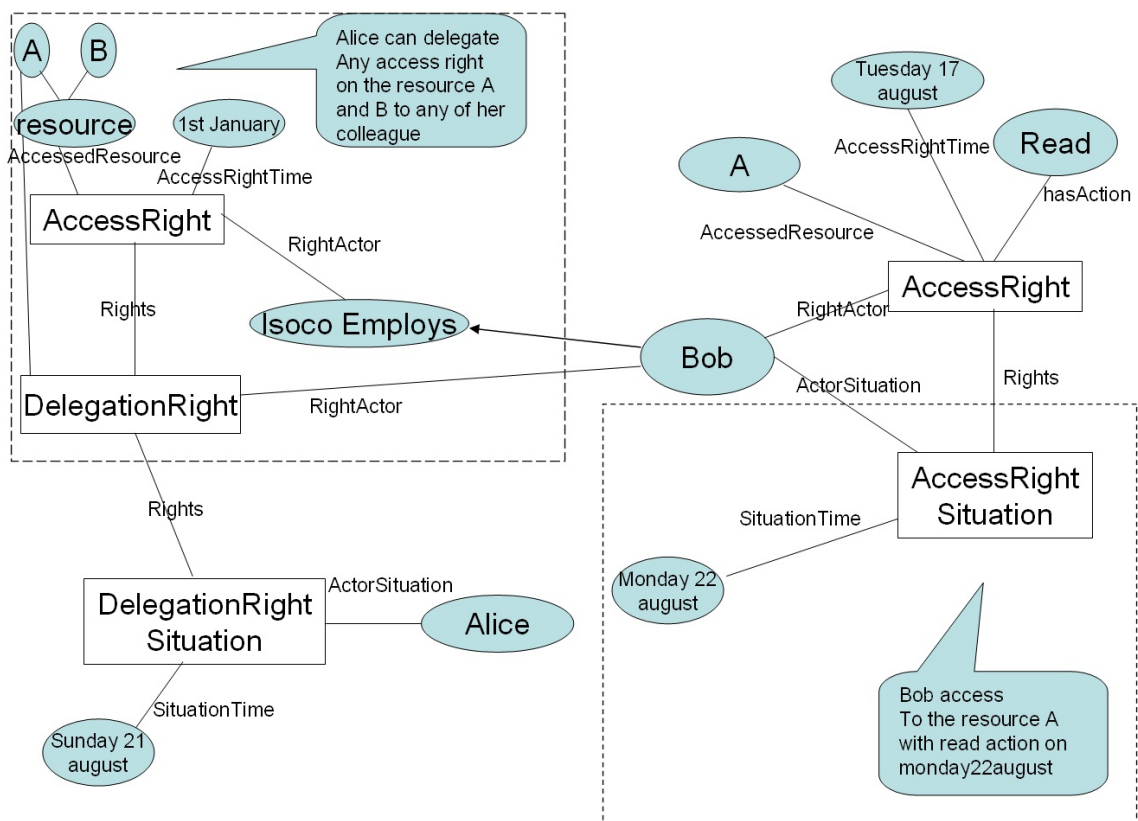 A
B
Alice can delegate
Any access right
on the resource A
and B to any of her
colleague
resource
1st January
AccessedResource
AccessRightTime
AccessRight
RightActor
Rights
Isoco Employs
DelegationRight
RightActor
Rights
DelegationRight
Situation
ActorSituation
Alice
SituationTime
Sunday 21
august
Tuesday 17
august
AccessRightTime
Read
A
hasAction
AccessedResource
AccessRight
RightActor
Bob
ActorSituation
Rights
AccessRight
Situation
SituationTime
Monday 22
august
Bob access
To the resource A
with read action on
monday22august